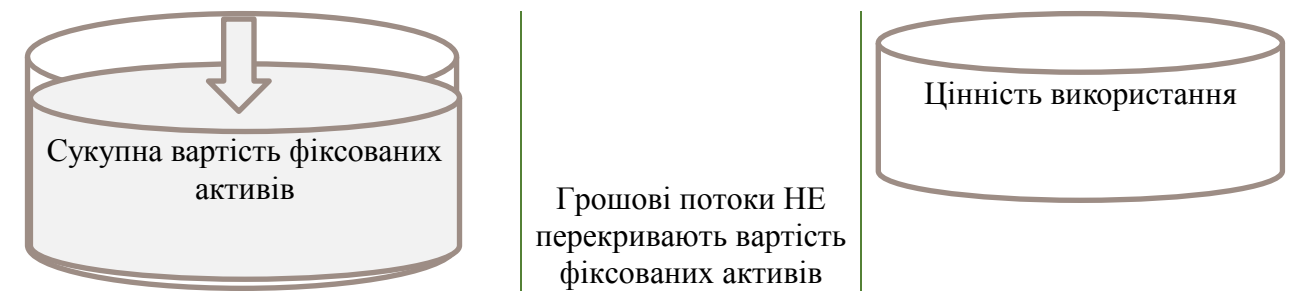 Сукупна вартість фіксованих
активів
Грошові потоки НЕ
перекривають вартість
фіксованих активів
Цінність використання